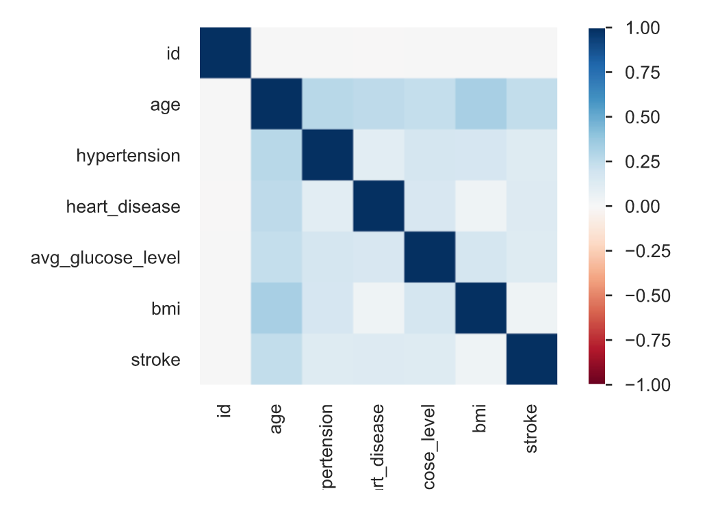 id
age
hypertension
heart_disease
avg_glucose_level
bmi
stroke
id
age
pertension
rt_disease
cose_level
bmi
stroke
1.00
0.75
0.50
0.25
0.00
−0.25
−0.50
−0.75
−1.00